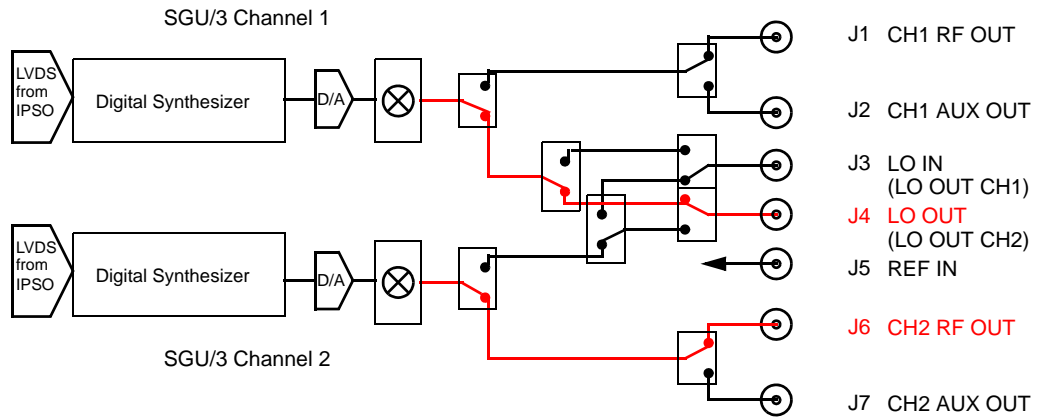 SGU/3 Channel 1
LVDS
from
IPSO
Digital Synthesizer
D/A
J1 CH1 RF OUT
J2 CH1 AUX OUT
J3 LO IN
(LO OUT CH1)
J4 LO OUT
(LO OUT CH2)
J5 REF IN
LVDS
from
IPSO
Digital Synthesizer
D/A
J6 CH2 RF OUT
SGU/3 Channel 2
J7 CH2 AUX OUT